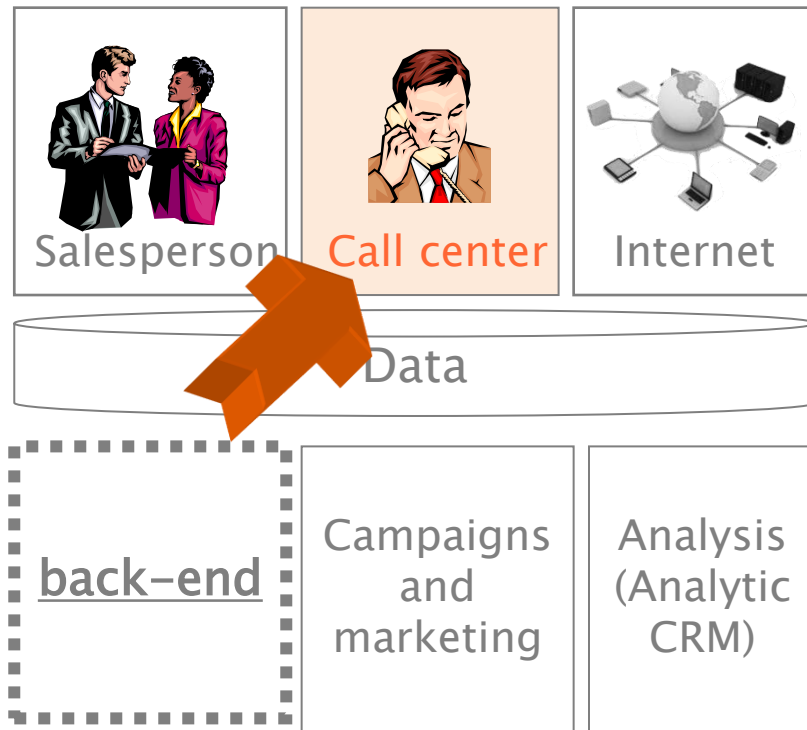 Salesperson
Call center
Internet
Data
back-end
Campaigns
and
marketing
Analysis
(Analytic
CRM)